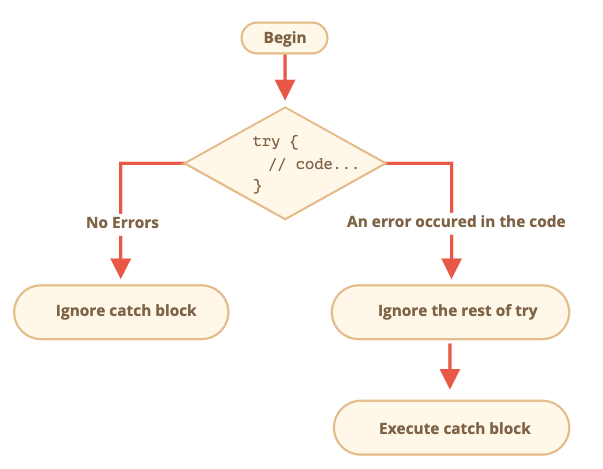 Begin
try {
// code...
}
No Errors
An error occured in the code
Ignore catch block
Ignore the rest of try
Execute catch block